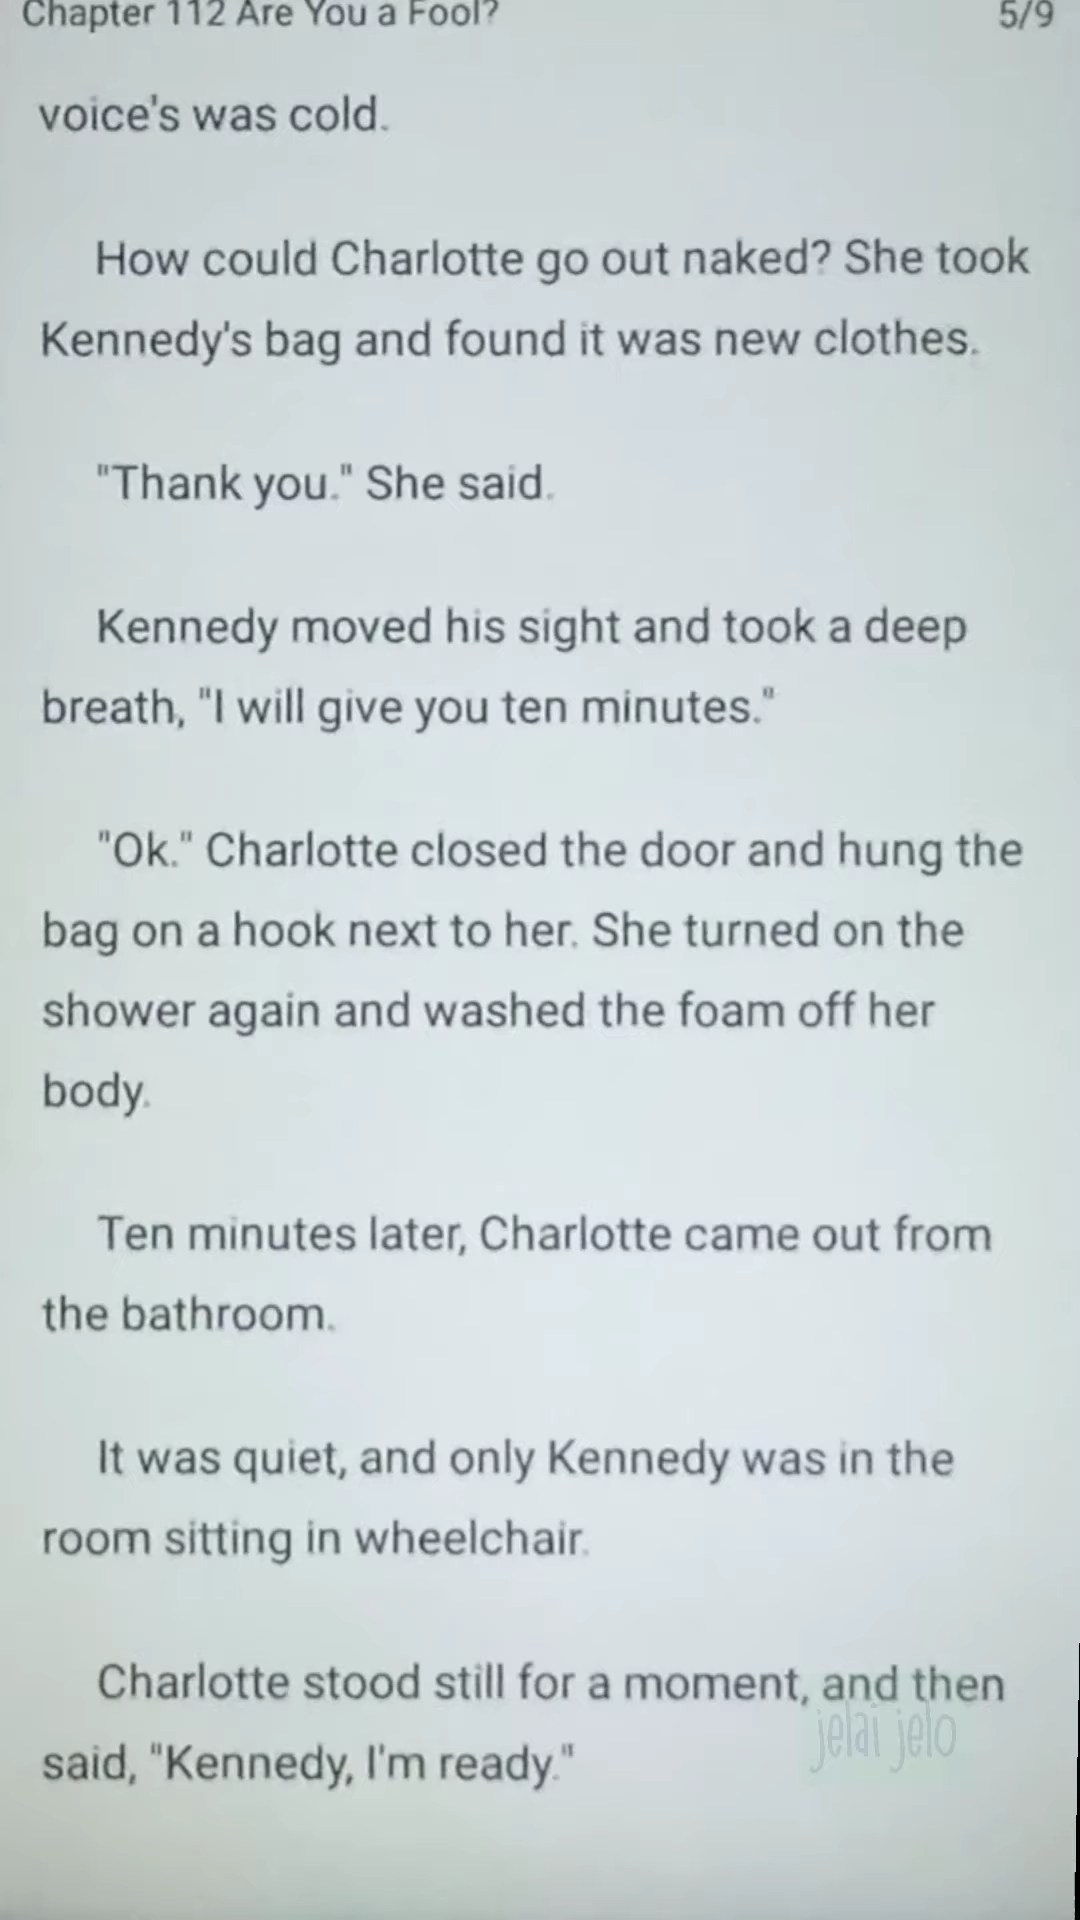 Chapter 112 Are You a Fool?
5/9
voice's was cold.
How could Charlotte go out naked? She took
Kennedy's bag and found it was new clothes.
"Thank you." She said.
Kennedy moved his sight and took a deep
breath, "I will give you ten minutes."
"Ok." Charlotte closed the door and hung the
bag on a hook next to her. She turned on the
shower again and washed the foam off her
body.
Ten minutes later, Charlotte came out from
the bathroom.
It was quiet, and only Kennedy was in the
room sitting in wheelchair.
Charlotte stood still for a moment, and then
said, "Kennedy, I'm ready."
jelai jelo